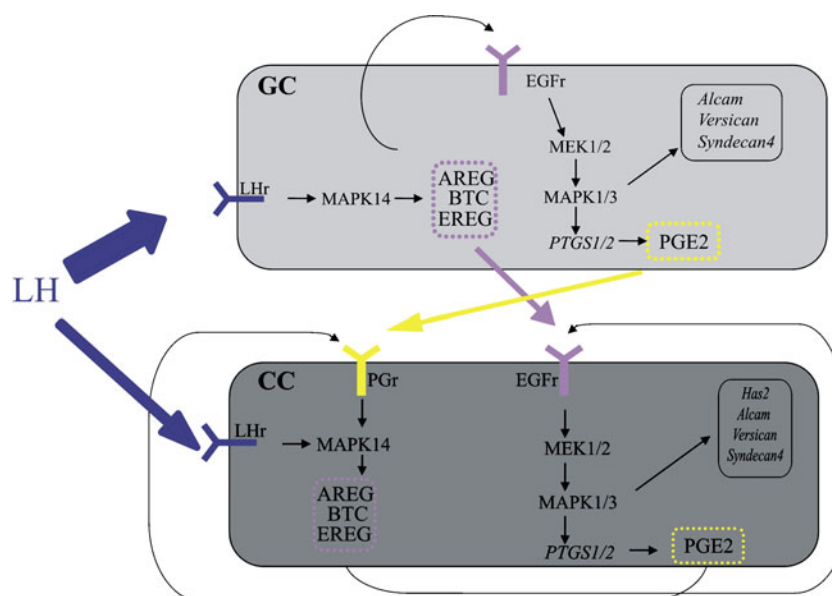 GC
EGFr
Alcam
Versican
Syndecan4
MEK1/2
LHr
MAPK14
AREG
BTC
EREG
MAPK1/3
PTGS1/2
PGE2
LH
CC
PGr
EGFr
Has2
Alcam
Versican
Syndecan4
LHr
MAPK14
MEK1/2
AREG
BTC
EREG
MAPK1/3
PTGS1/2
PGE2